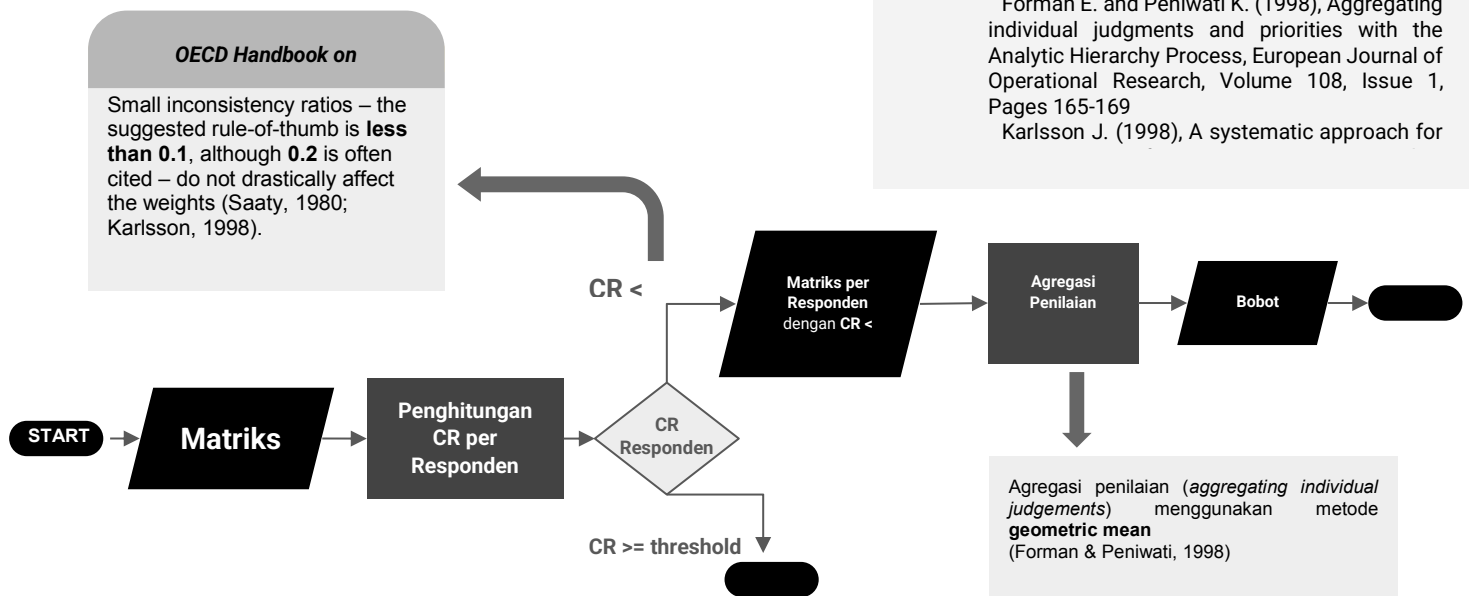 OECD Handbook on
Small inconsistency ratios – the
suggested rule-of-thumb is less
than 0.1, although 0.2 is often
cited – do not drastically affect
the weights (Saaty, 1980;
Karlsson, 1998).
Forman E. and Peniwati K. (1998), Aggregating
individual judgments and priorities with the
Analytic Hierarchy Process, European Journal of
Operational Research, Volume 108, Issue 1,
Pages 165-169
Karlsson J. (1998), A systematic approach for
CR <
START
Matriks
Penghitungan
CR per
Responden
CR
Responden
CR >= threshold
Matriks per
Responden
dengan CR <
Agregasi
Penilaian
Bobot
Agregasi penilaian (aggregating individual
judgements) menggunakan metode
geometric mean
(Forman & Peniwati, 1998)